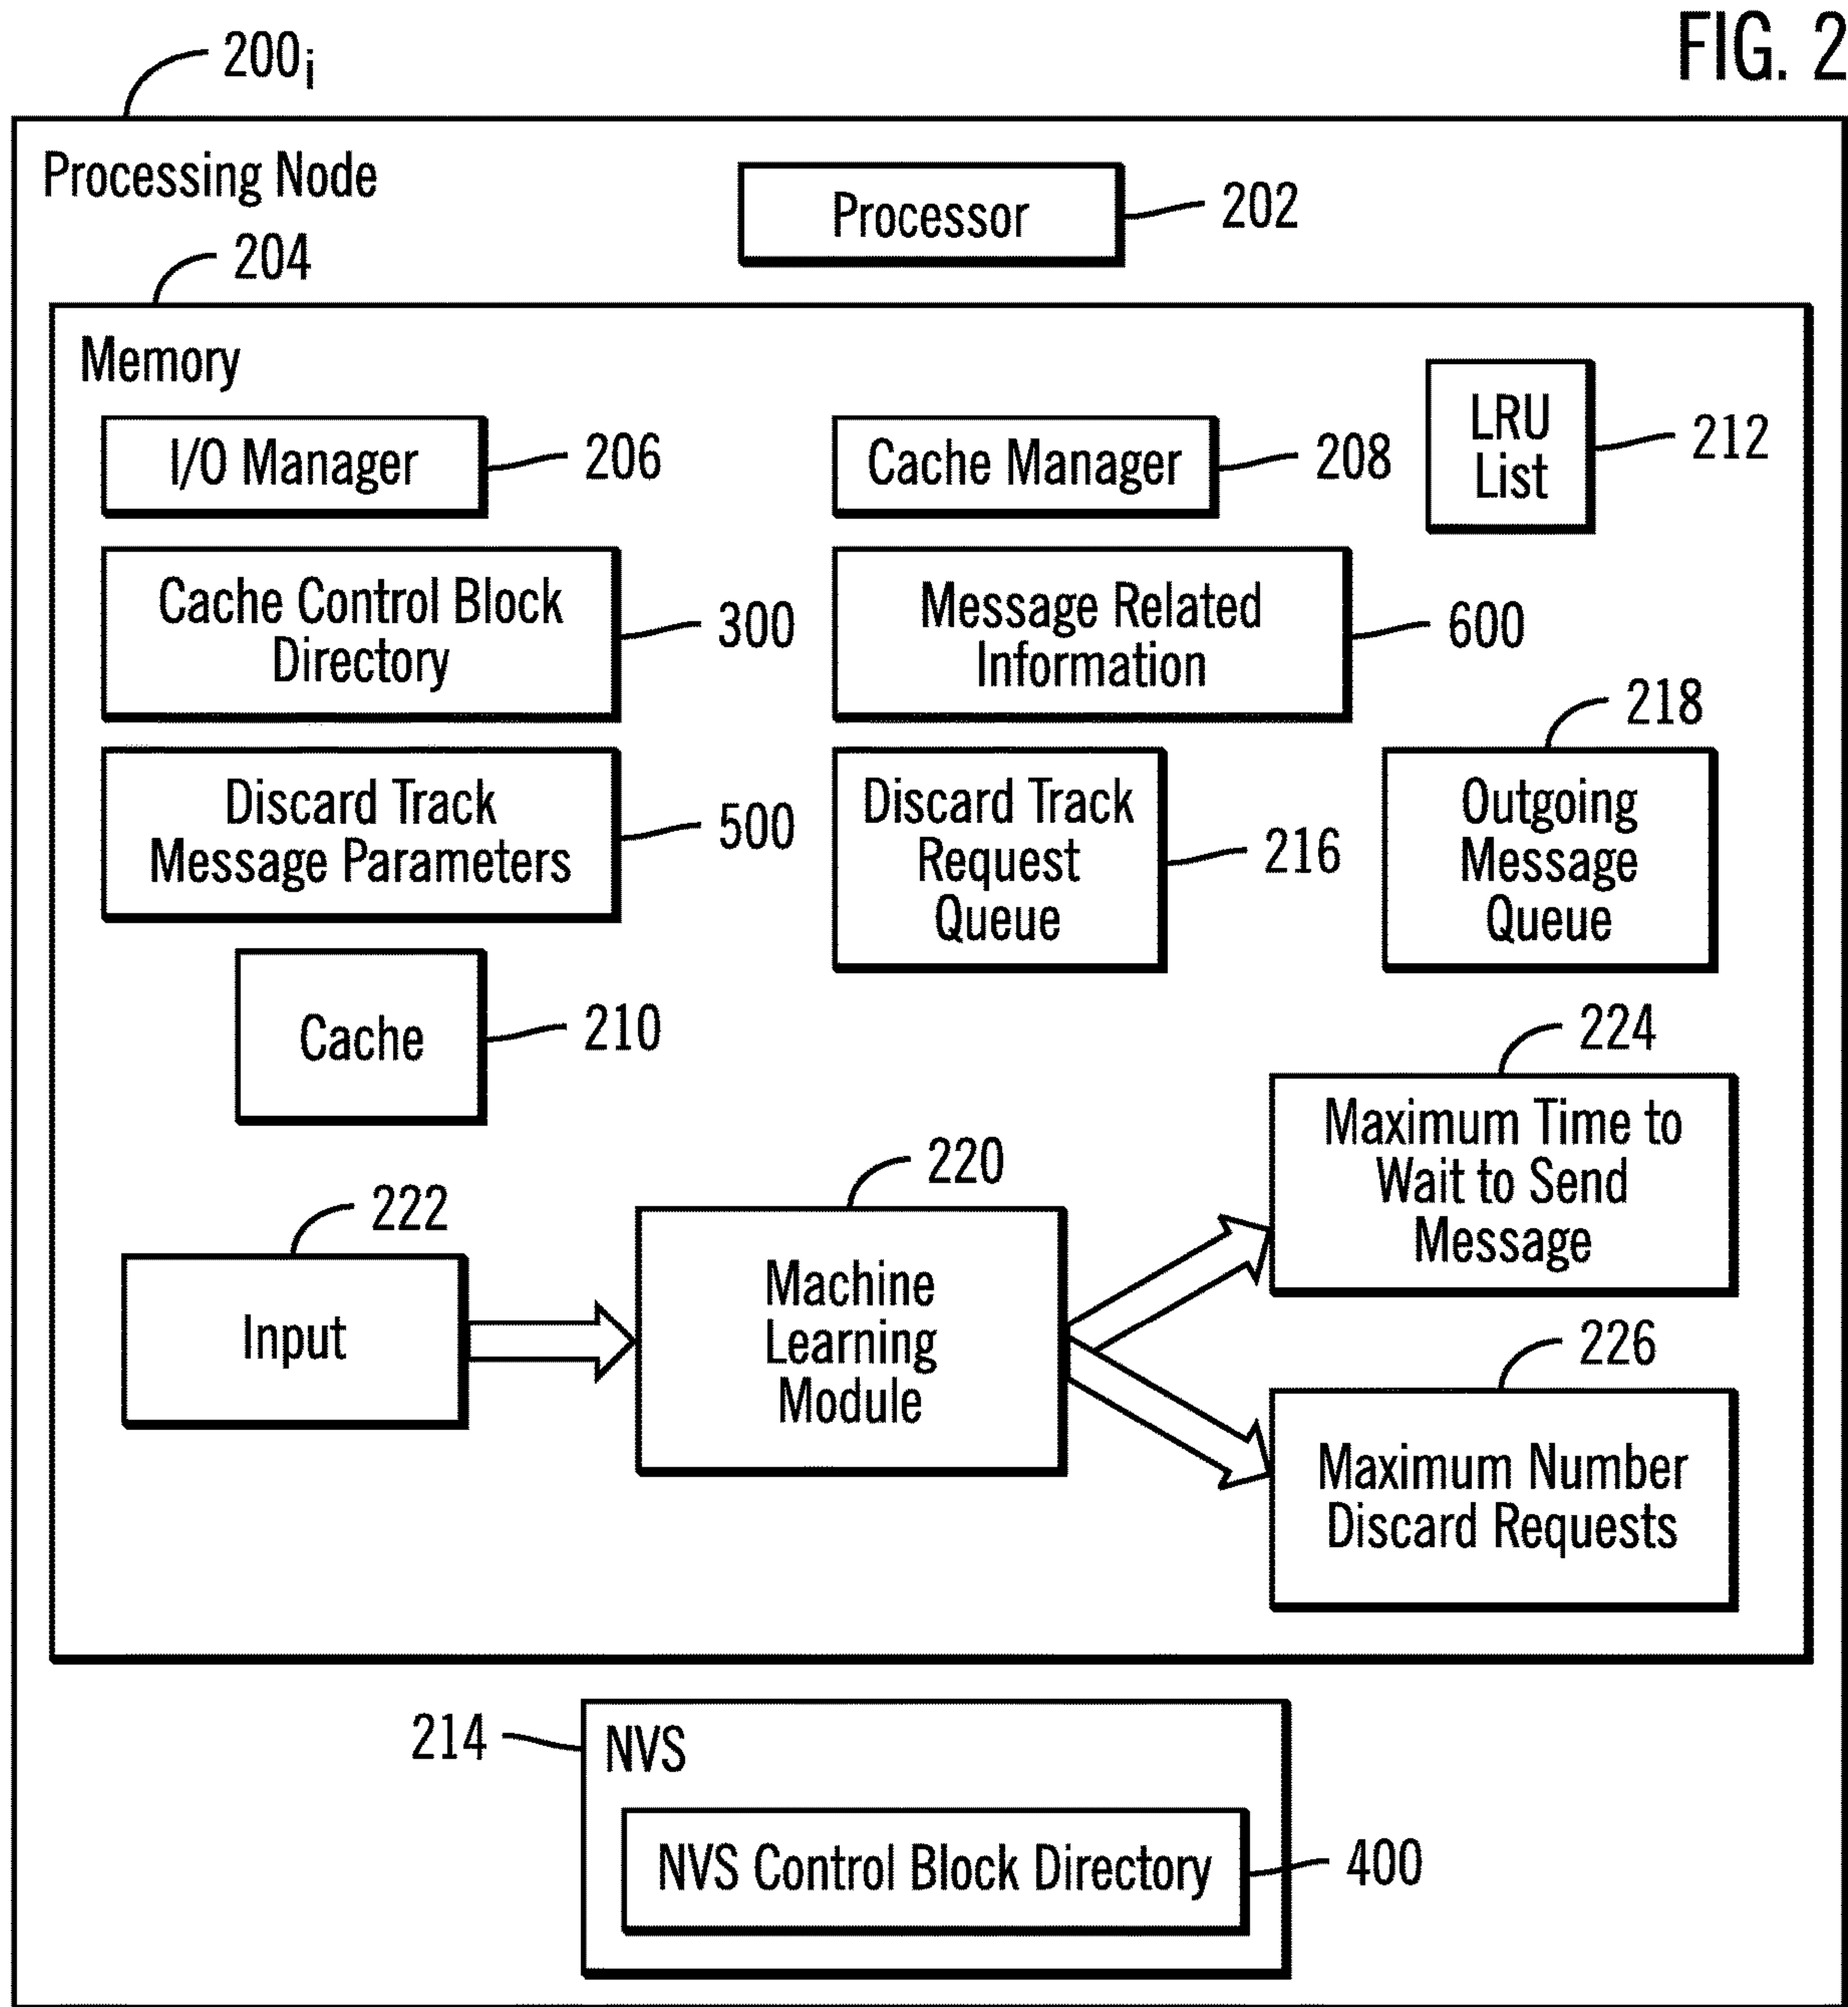 FIG. 2
200i
Processing Node
Processor
202
204
Memory
I/O Manager
206
Cache Manager
208
LRU
List
212
Cache Control Block
Directory
300
Message Related
Information
600
Discard Track
Message Parameters
500
Discard Track
Request
Queue
216
218
Outgoing
Message
Queue
Cache
210
222
Input
220
Machine
Learning
Module
224
Maximum Time to
Wait to Send
Message
226
Maximum Number
Discard Requests
214
NVS
NVS Control Block Directory
400